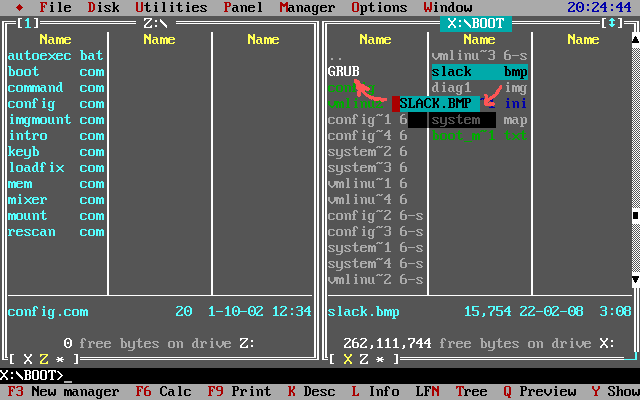 ♦ File Disk Utilities Panel Manager Options Window 20:24:44
[1] Z:\ X:\BOOT [↕]
Name Name Name Name Name Name
autoexec bat
boot com
command com
config com
imgmount com
intro com
keyb com
loadfix com
mem com
mixer com
mount com
rescan com
..
GRUB
config
vmlinuz
config~1 6
config~4 6
system~2 6
system~3 6
vmlinu~1 6
vmlinu~4 6
config~2 6-s
config~3 6-s
system~1 6-s
system~4 6-s
vmlinu~2 6-s
vmlinu~3 6-s
slack bmp
diag1 img
SLACK.BMP ~1 ini
system map
boot_m~1 txt
config.com 20 1-10-02 12:34
slack.bmp 15,754 22-02-08 3:08
0 free bytes on drive Z:
262,111,744 free bytes on drive X:
[ X Z * ]
[ X Z * ]
X:\BOOT>_
F3 New manager F6 Calc F9 Print K Desc L Info LFN Tree Q Preview Y Show